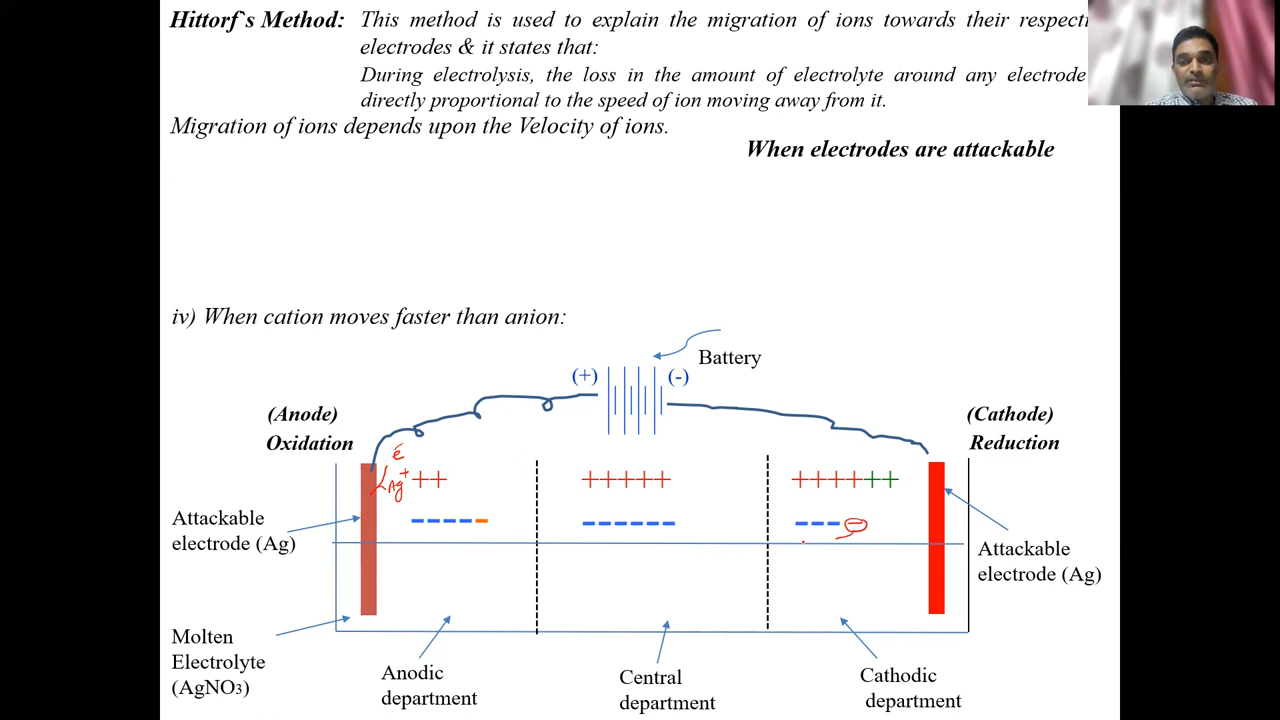 Hittorf`s Method: This method is used to explain the migration of ions towards their respecti
electrodes & it states that:
During electrolysis, the loss in the amount of electrolyte around any electrode
directly proportional to the speed of ion moving away from it.
Migration of ions depends upon the Velocity of ions.
When electrodes are attackable
iv) When cation moves faster than anion:
Battery
(+) (-)
(Anode) (Cathode)
Oxidation Reduction
e
Ag+ ++ +++++ ++++++
Attackable
electrode (Ag)
Attackable
electrode (Ag)
Molten
Electrolyte
(AgNO3)
Anodic
department
Central
department
Cathodic
department